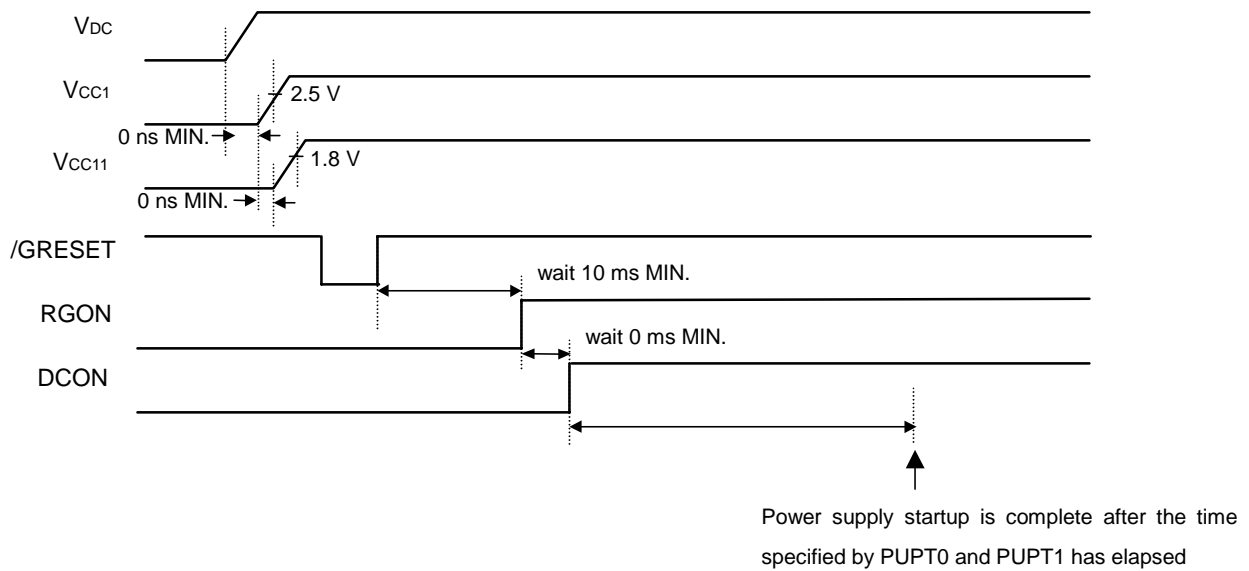 VDC
VCC1
2.5 V
0 ns MIN.
VCC11
1.8 V
0 ns MIN.
/GRESET
wait 10 ms MIN.
RGON
wait 0 ms MIN.
DCON
Power supply startup is complete after the time
specified by PUPT0 and PUPT1 has elapsed